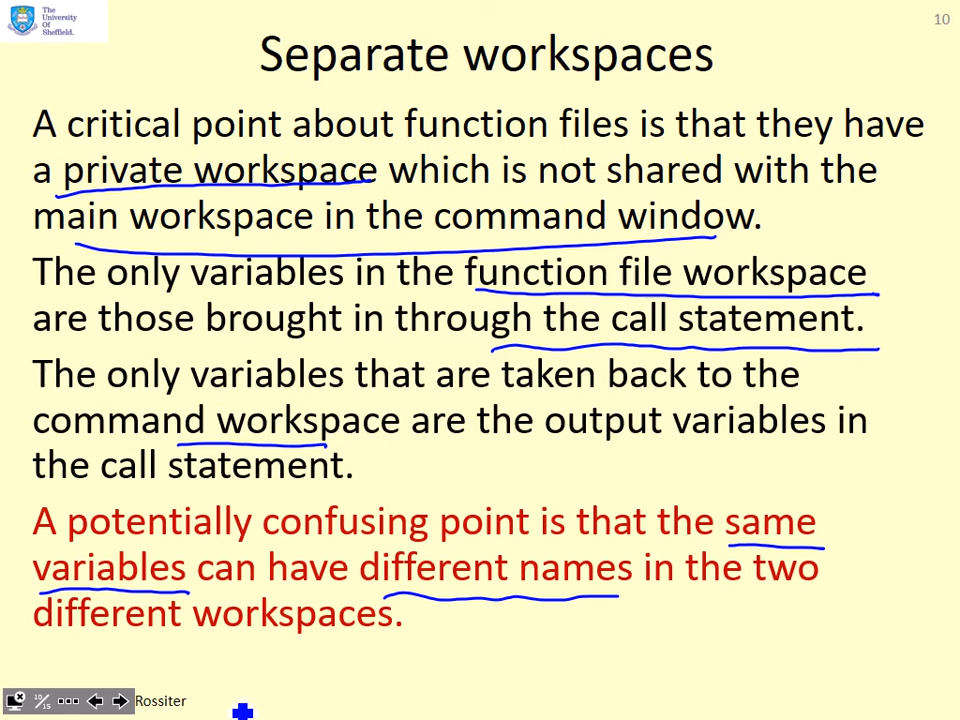 The
University
Of
Sheffield.
10
Separate workspaces
A critical point about function files is that they have
a private workspace which is not shared with the
main workspace in the command window.
The only variables in the function file workspace
are those brought in through the call statement.
The only variables that are taken back to the
command workspace are the output variables in
the call statement.
A potentially confusing point is that the same
variables can have different names in the two
different workspaces.
10/15
Rossiter